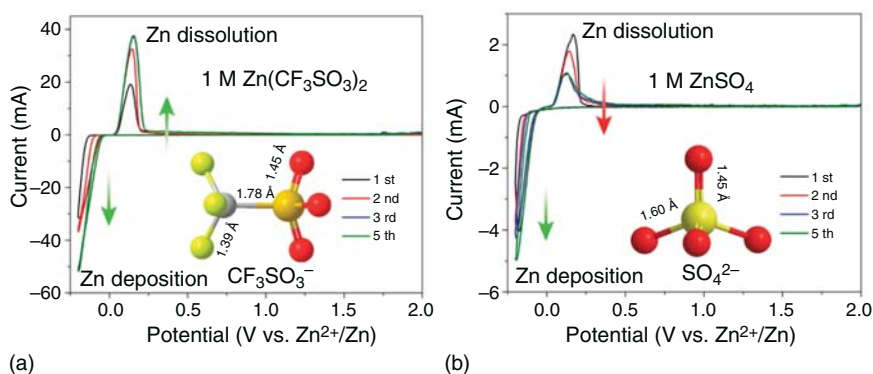 40
20
0
−20
−40
−60
Current (mA)
Zn dissolution
1 M Zn(CF₃SO₃)₂
1.45 Å
1.78 Å
1.39 Å
1 st
2 nd
3 rd
5 th
Zn deposition
CF₃SO₃⁻
0.0 0.5 1.0 1.5 2.0
Potential (V vs. Zn²⁺/Zn)
(a)
2
0
−2
−4
−6
Current (mA)
Zn dissolution
1 M ZnSO₄
1.45 Å
1.60 Å
1 st
2 nd
3 rd
5 th
Zn deposition
SO₄²⁻
0.0 0.5 1.0 1.5 2.0
Potential (V vs. Zn²⁺/Zn)
(b)